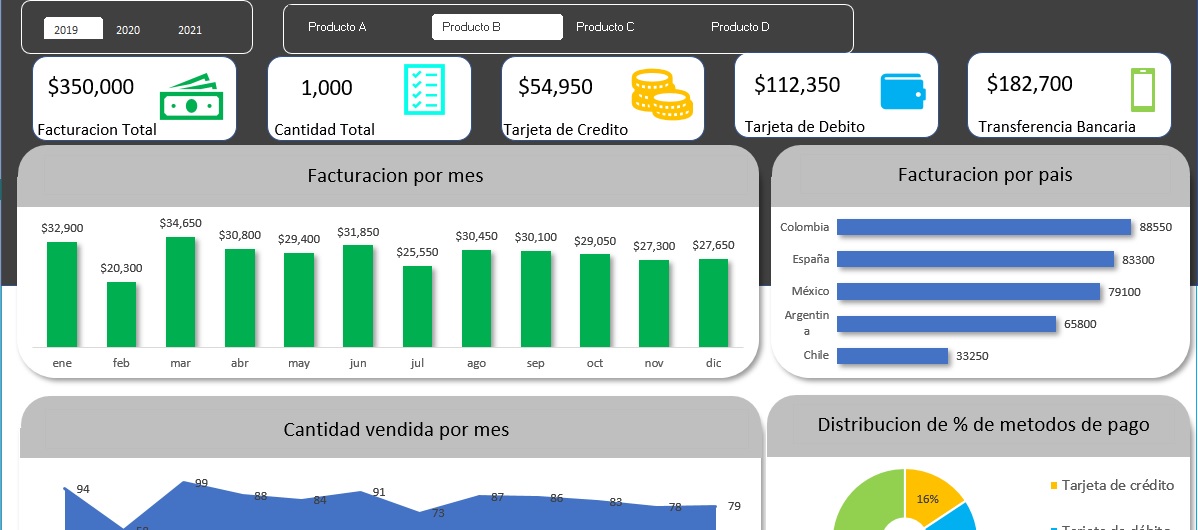 2019
2020
2021
Producto A
Producto B
Producto C
Producto D
$350,000
Facturacion Total
1,000
Cantidad Total
$54,950
Tarjeta de Credito
$112,350
Tarjeta de Debito
$182,700
Transferencia Bancaria
Facturacion por mes
$32,900
$20,300
$34,650
$30,800
$29,400
$31,850
$25,550
$30,450
$30,100
$29,050
$27,300
$27,650
ene
feb
mar
abr
may
jun
jul
ago
sep
oct
nov
dic
Facturacion por pais
Colombia
88550
España
83300
México
79100
Argentin
a
65800
Chile
33250
Cantidad vendida por mes
94
99
88
84
91
73
87
86
83
78
79
Distribucion de % de metodos de pago
16%
Tarjeta de crédito
Tarjeta de débito